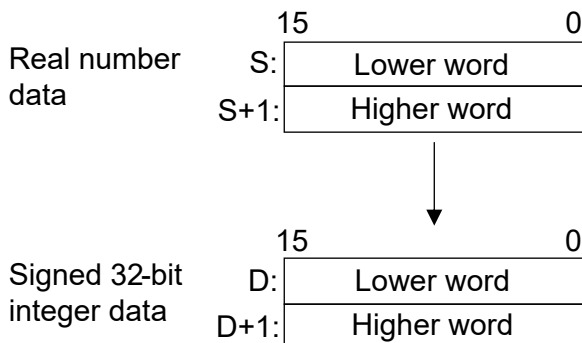 15 0
Real number
data
S: Lower word
S+1: Higher word
15 0
Signed 32-bit
integer data
D: Lower word
D+1: Higher word